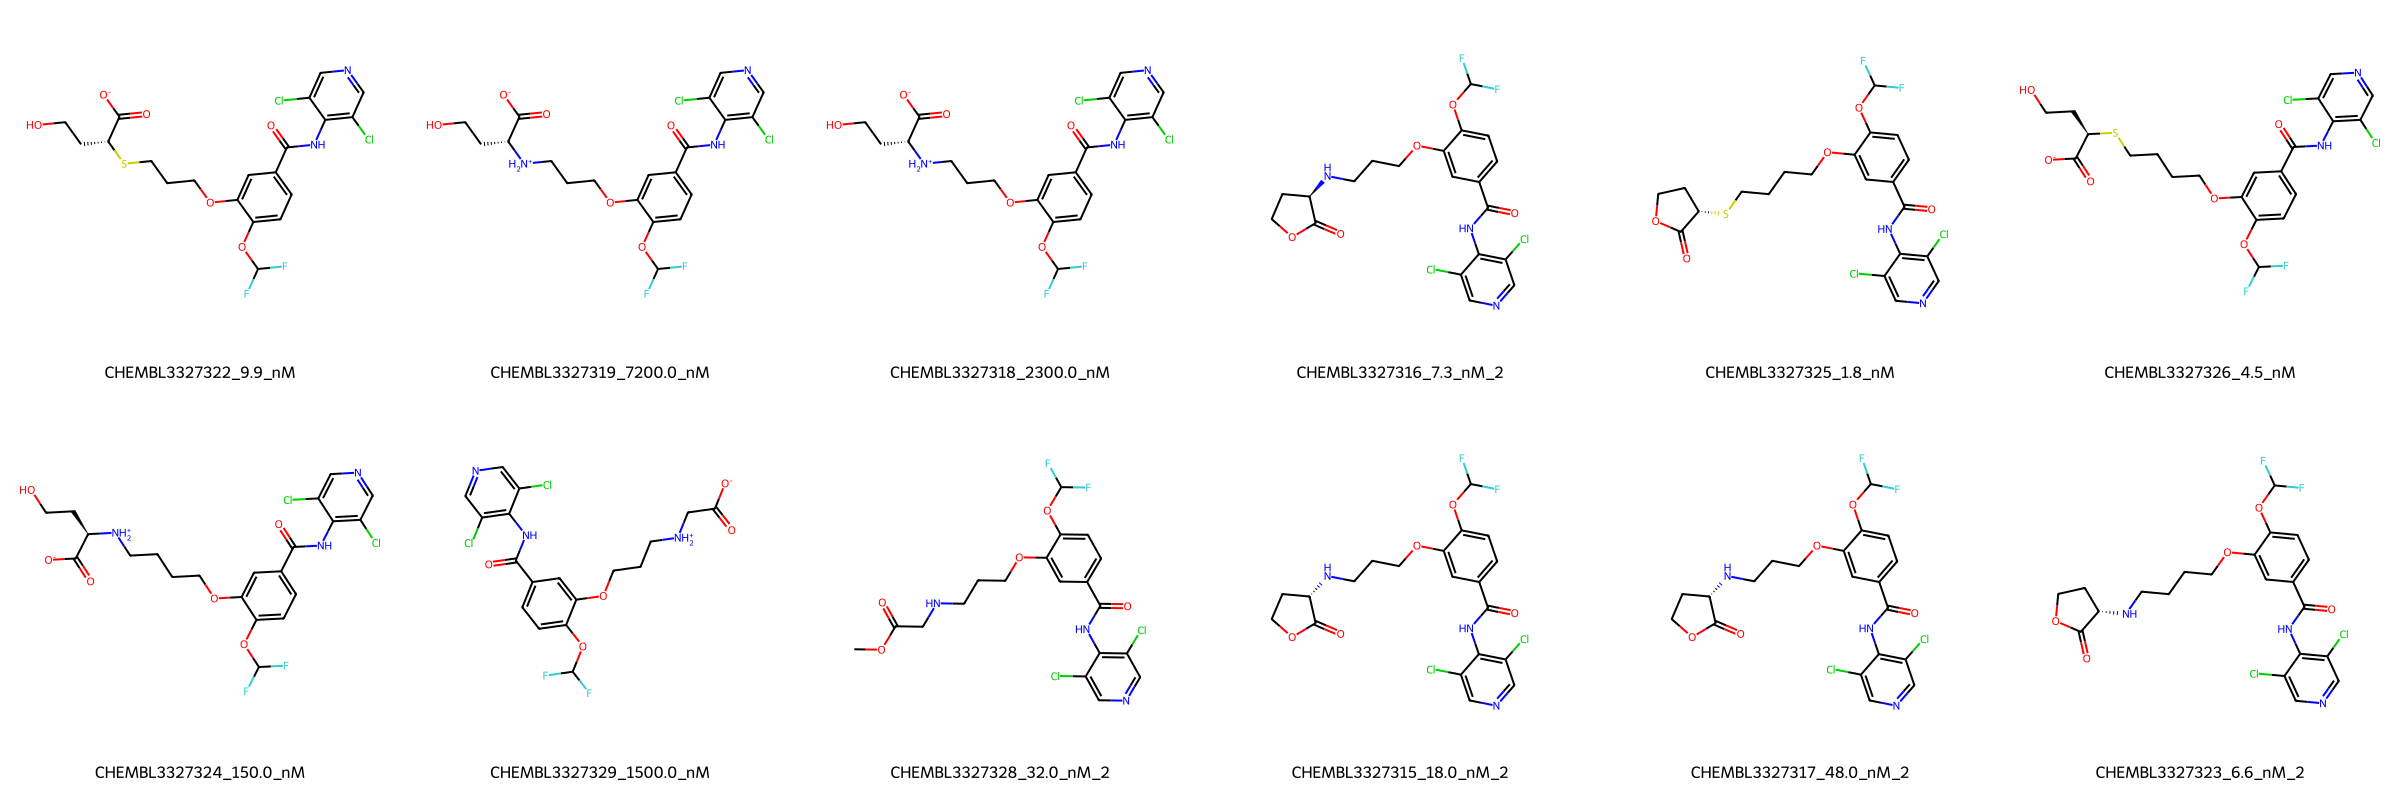 CHEMBL3327322_9.9_nM
CHEMBL3327319_7200.0_nM
CHEMBL3327318_2300.0_nM
CHEMBL3327316_7.3_nM_2
CHEMBL3327325_1.8_nM
CHEMBL3327326_4.5_nM
CHEMBL3327324_150.0_nM
CHEMBL3327329_1500.0_nM
CHEMBL3327328_32.0_nM_2
CHEMBL3327315_18.0_nM_2
CHEMBL3327317_48.0_nM_2
CHEMBL3327323_6.6_nM_2